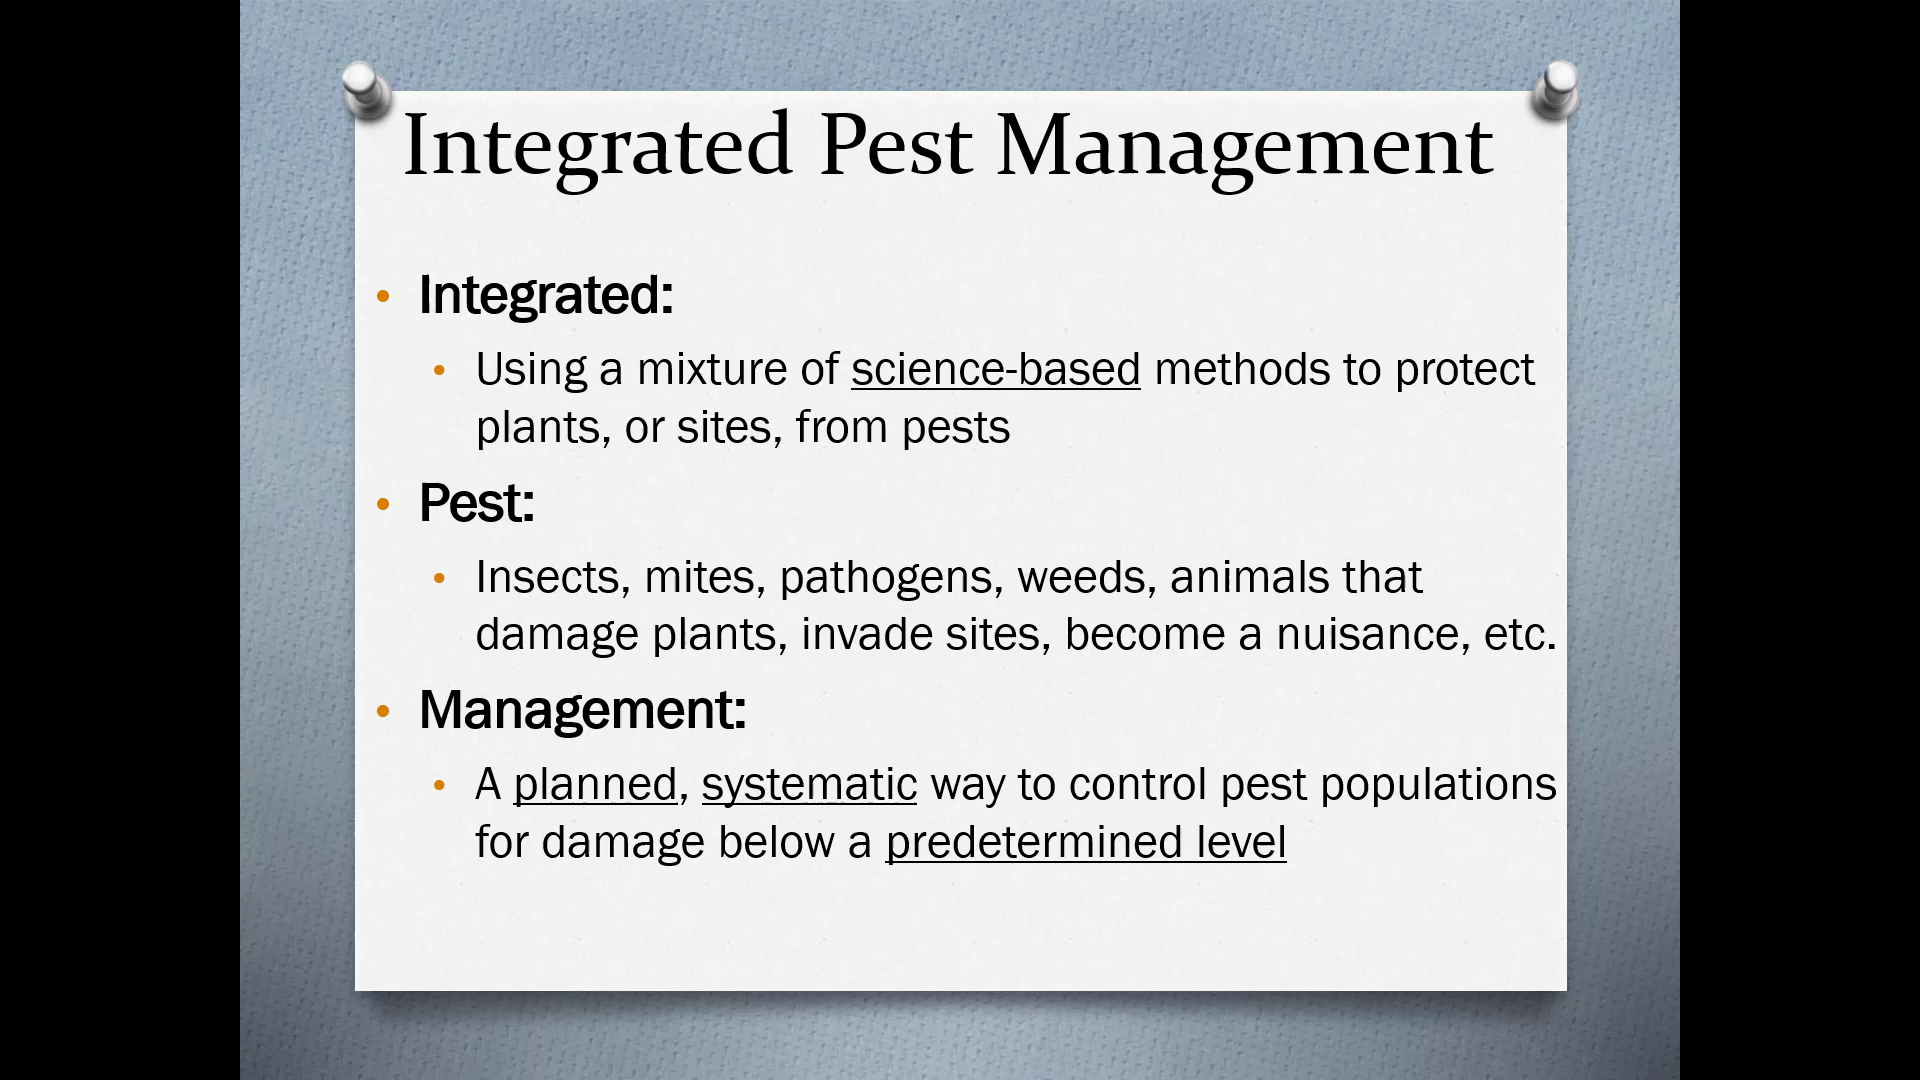 Integrated Pest Management
• Integrated:
• Using a mixture of science-based methods to protect
plants, or sites, from pests
• Pest:
• Insects, mites, pathogens, weeds, animals that
damage plants, invade sites, become a nuisance, etc.
• Management:
• A planned, systematic way to control pest populations
for damage below a predetermined level